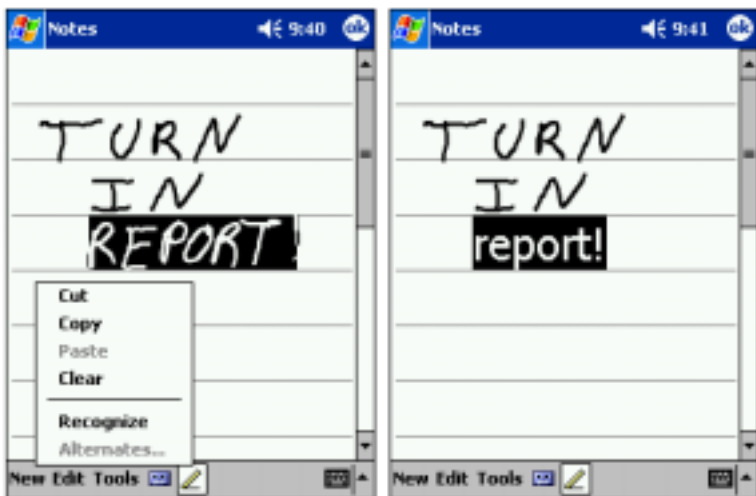 Notes 9:40 ok
TURN
IN
REPORT!
Cut
Copy
Paste
Clear
Recognize
Alternates...
New Edit Tools
Notes 9:41 ok
TURN
IN
report!
New Edit Tools